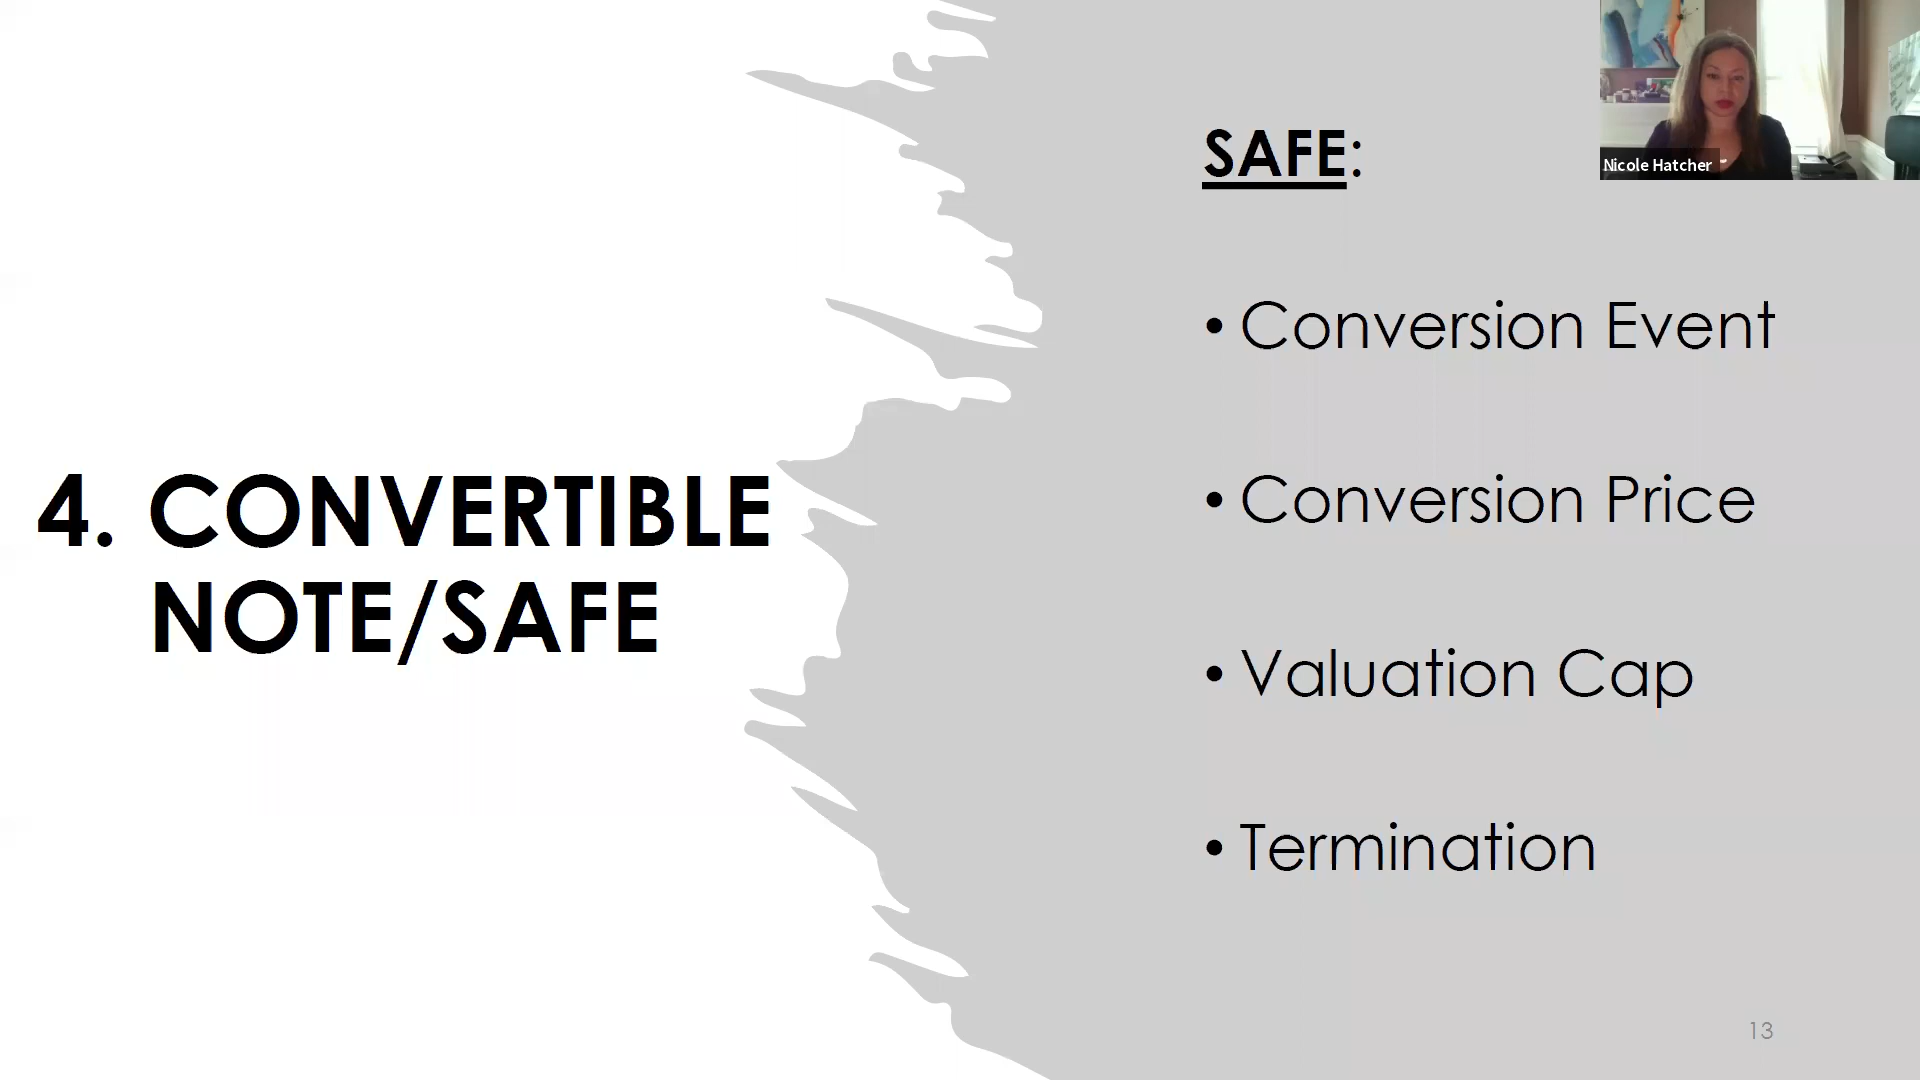 4. CONVERTIBLE
NOTE/SAFE
SAFE:
• Conversion Event
• Conversion Price
• Valuation Cap
• Termination
Nicole Hatcher
13